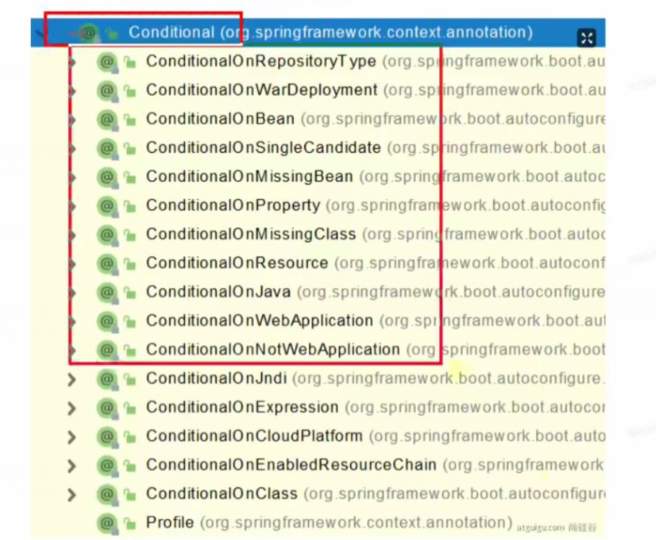 Conditional (org.springframework.context.annotation)
ConditionalOnRepositoryType (org.springframework.boot.au
ConditionalOnWarDeployment (org.springframework.boot.au
ConditionalOnBean (org.springframework.boot.autoconfigure
ConditionalOnSingleCandidate (org.springframework.boot.au
ConditionalOnMissingBean (org.springframework.boot.autoc
ConditionalOnProperty (org.springframework.boot.autoconfig
ConditionalOnMissingClass (org.springframework.boot.autoc
ConditionalOnResource (org.springframework.boot.autoconf
ConditionalOnJava (org.springframework.boot.autoconfigure
ConditionalOnWebApplication (org.springframework.boot.aut
ConditionalOnNotWebApplication (org.springframework.boot
ConditionalOnJndi (org.springframework.boot.autoconfigure.
ConditionalOnExpression (org.springframework.boot.autocor
ConditionalOnCloudPlatform (org.springframework.boot.auto
ConditionalOnEnabledResourceChain (org.springframework
ConditionalOnClass (org.springframework.boot.autoconfigur
Profile (org.springframework.context.annotation)
atguigu.com 尚硅谷